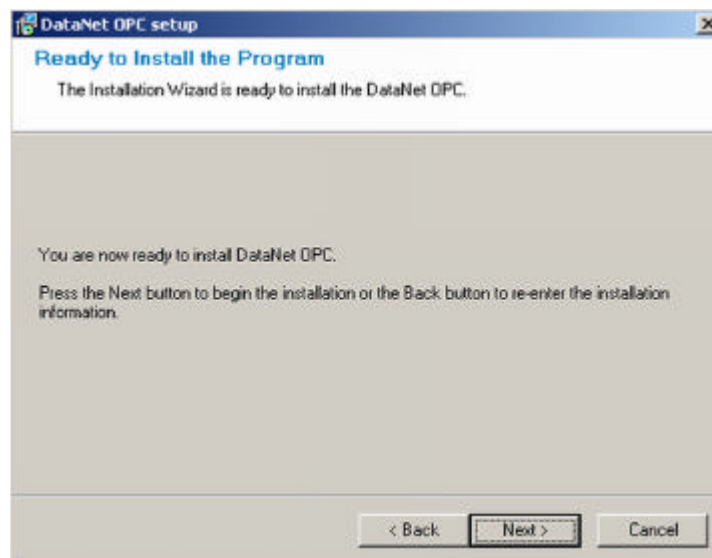 DataNet OPC setup
Ready to Install the Program
The Installation Wizard is ready to install the DataNet OPC.
You are now ready to install DataNet OPC.
Press the Next button to begin the installation or the Back button to re-enter the installation
information.
< Back Next > Cancel